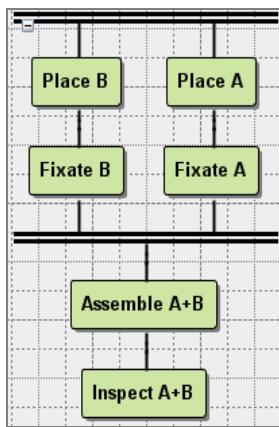 Place B
Place A
Fixate B
Fixate A
Assemble A+B
Inspect A+B